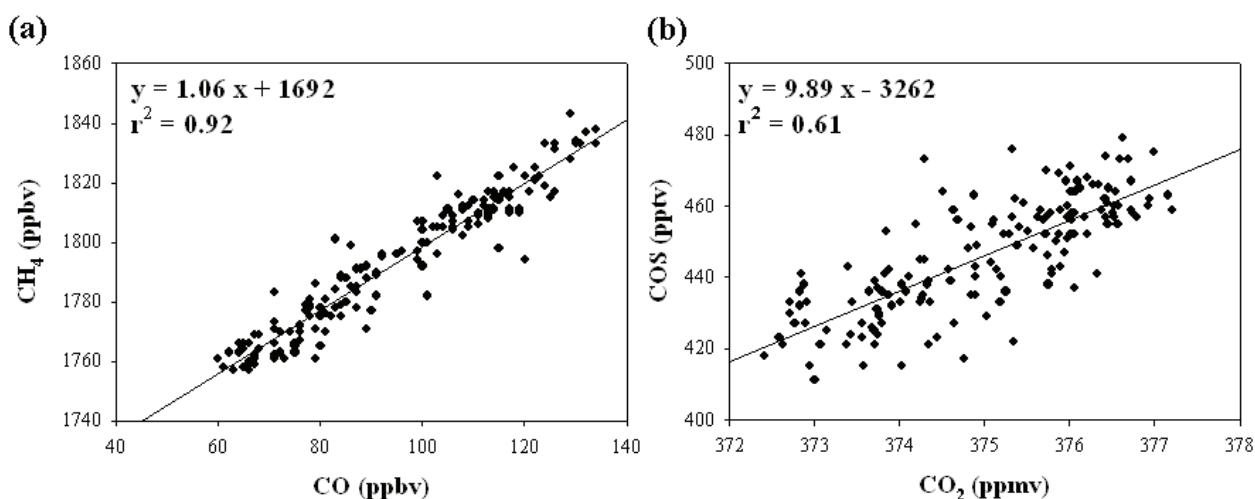 (a)
y = 1.06 x + 1692
r² = 0.92
CH₄ (ppbv)
1860
1840
1820
1800
1780
1760
1740
40 60 80 100 120 140
CO (ppbv)
(b)
y = 9.89 x - 3262
r² = 0.61
COS (pptv)
500
480
460
440
420
400
372 373 374 375 376 377 378
CO₂ (ppmv)